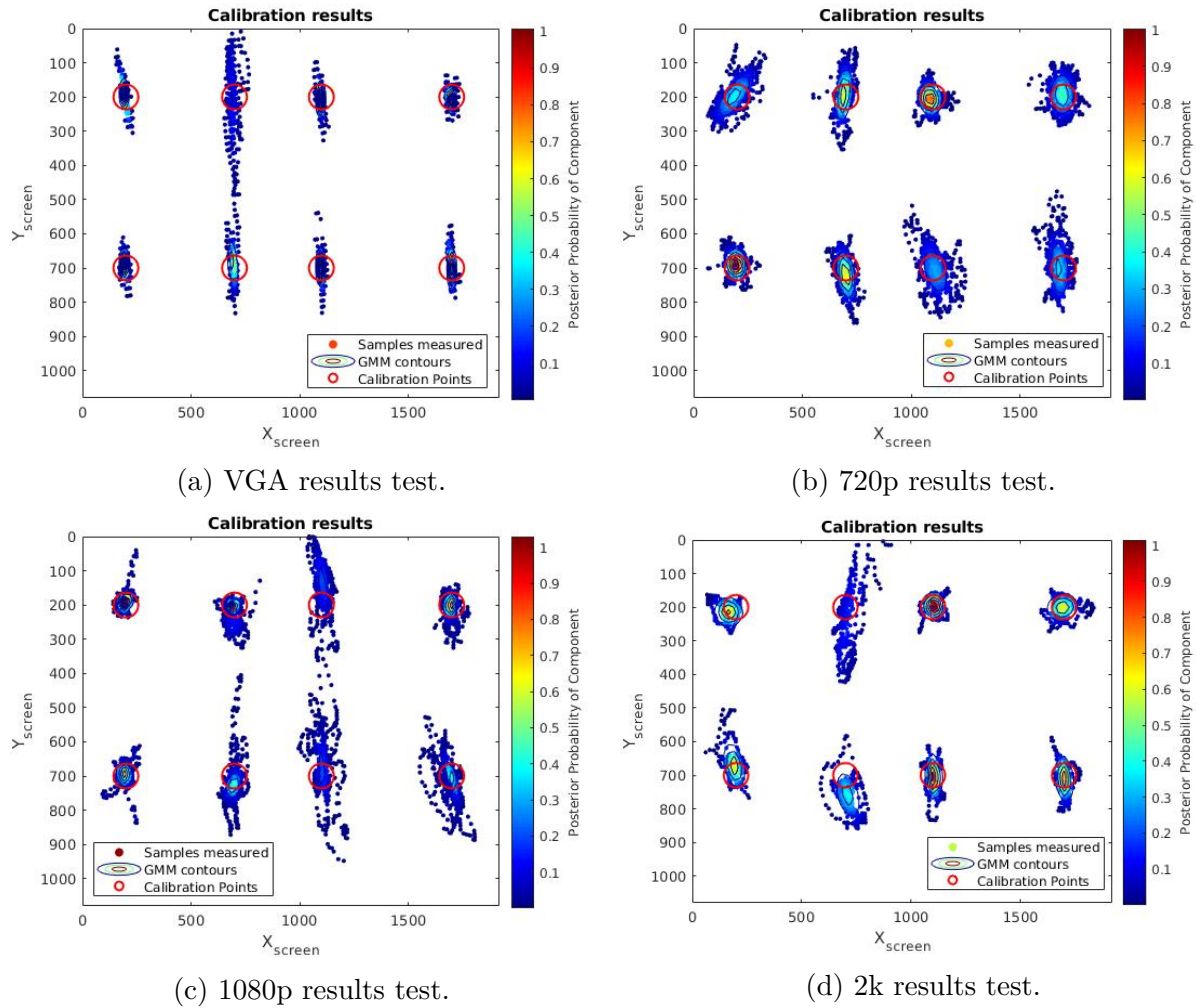 Calibration results
0
100
200
300
400
500
600
700
800
900
1000
Y_screen
0 500 1000 1500
X_screen
Samples measured
GMM contours
Calibration Points
1
0.9
0.8
0.7
0.6
0.5
0.4
0.3
0.2
0.1
Posterior Probability of Component
(a) VGA results test.
Calibration results
0
100
200
300
400
500
600
700
800
900
1000
Y_screen
0 500 1000 1500
X_screen
Samples measured
GMM contours
Calibration Points
1
0.9
0.8
0.7
0.6
0.5
0.4
0.3
0.2
0.1
Posterior Probability of Component
(b) 720p results test.
Calibration results
0
100
200
300
400
500
600
700
800
900
1000
Y_screen
0 500 1000 1500
X_screen
Samples measured
GMM contours
Calibration Points
1
0.9
0.8
0.7
0.6
0.5
0.4
0.3
0.2
0.1
Posterior Probability of Component
(c) 1080p results test.
Calibration results
0
100
200
300
400
500
600
700
800
900
1000
Y_screen
0 500 1000 1500
X_screen
Samples measured
GMM contours
Calibration Points
1
0.9
0.8
0.7
0.6
0.5
0.4
0.3
0.2
0.1
Posterior Probability of Component
(d) 2k results test.